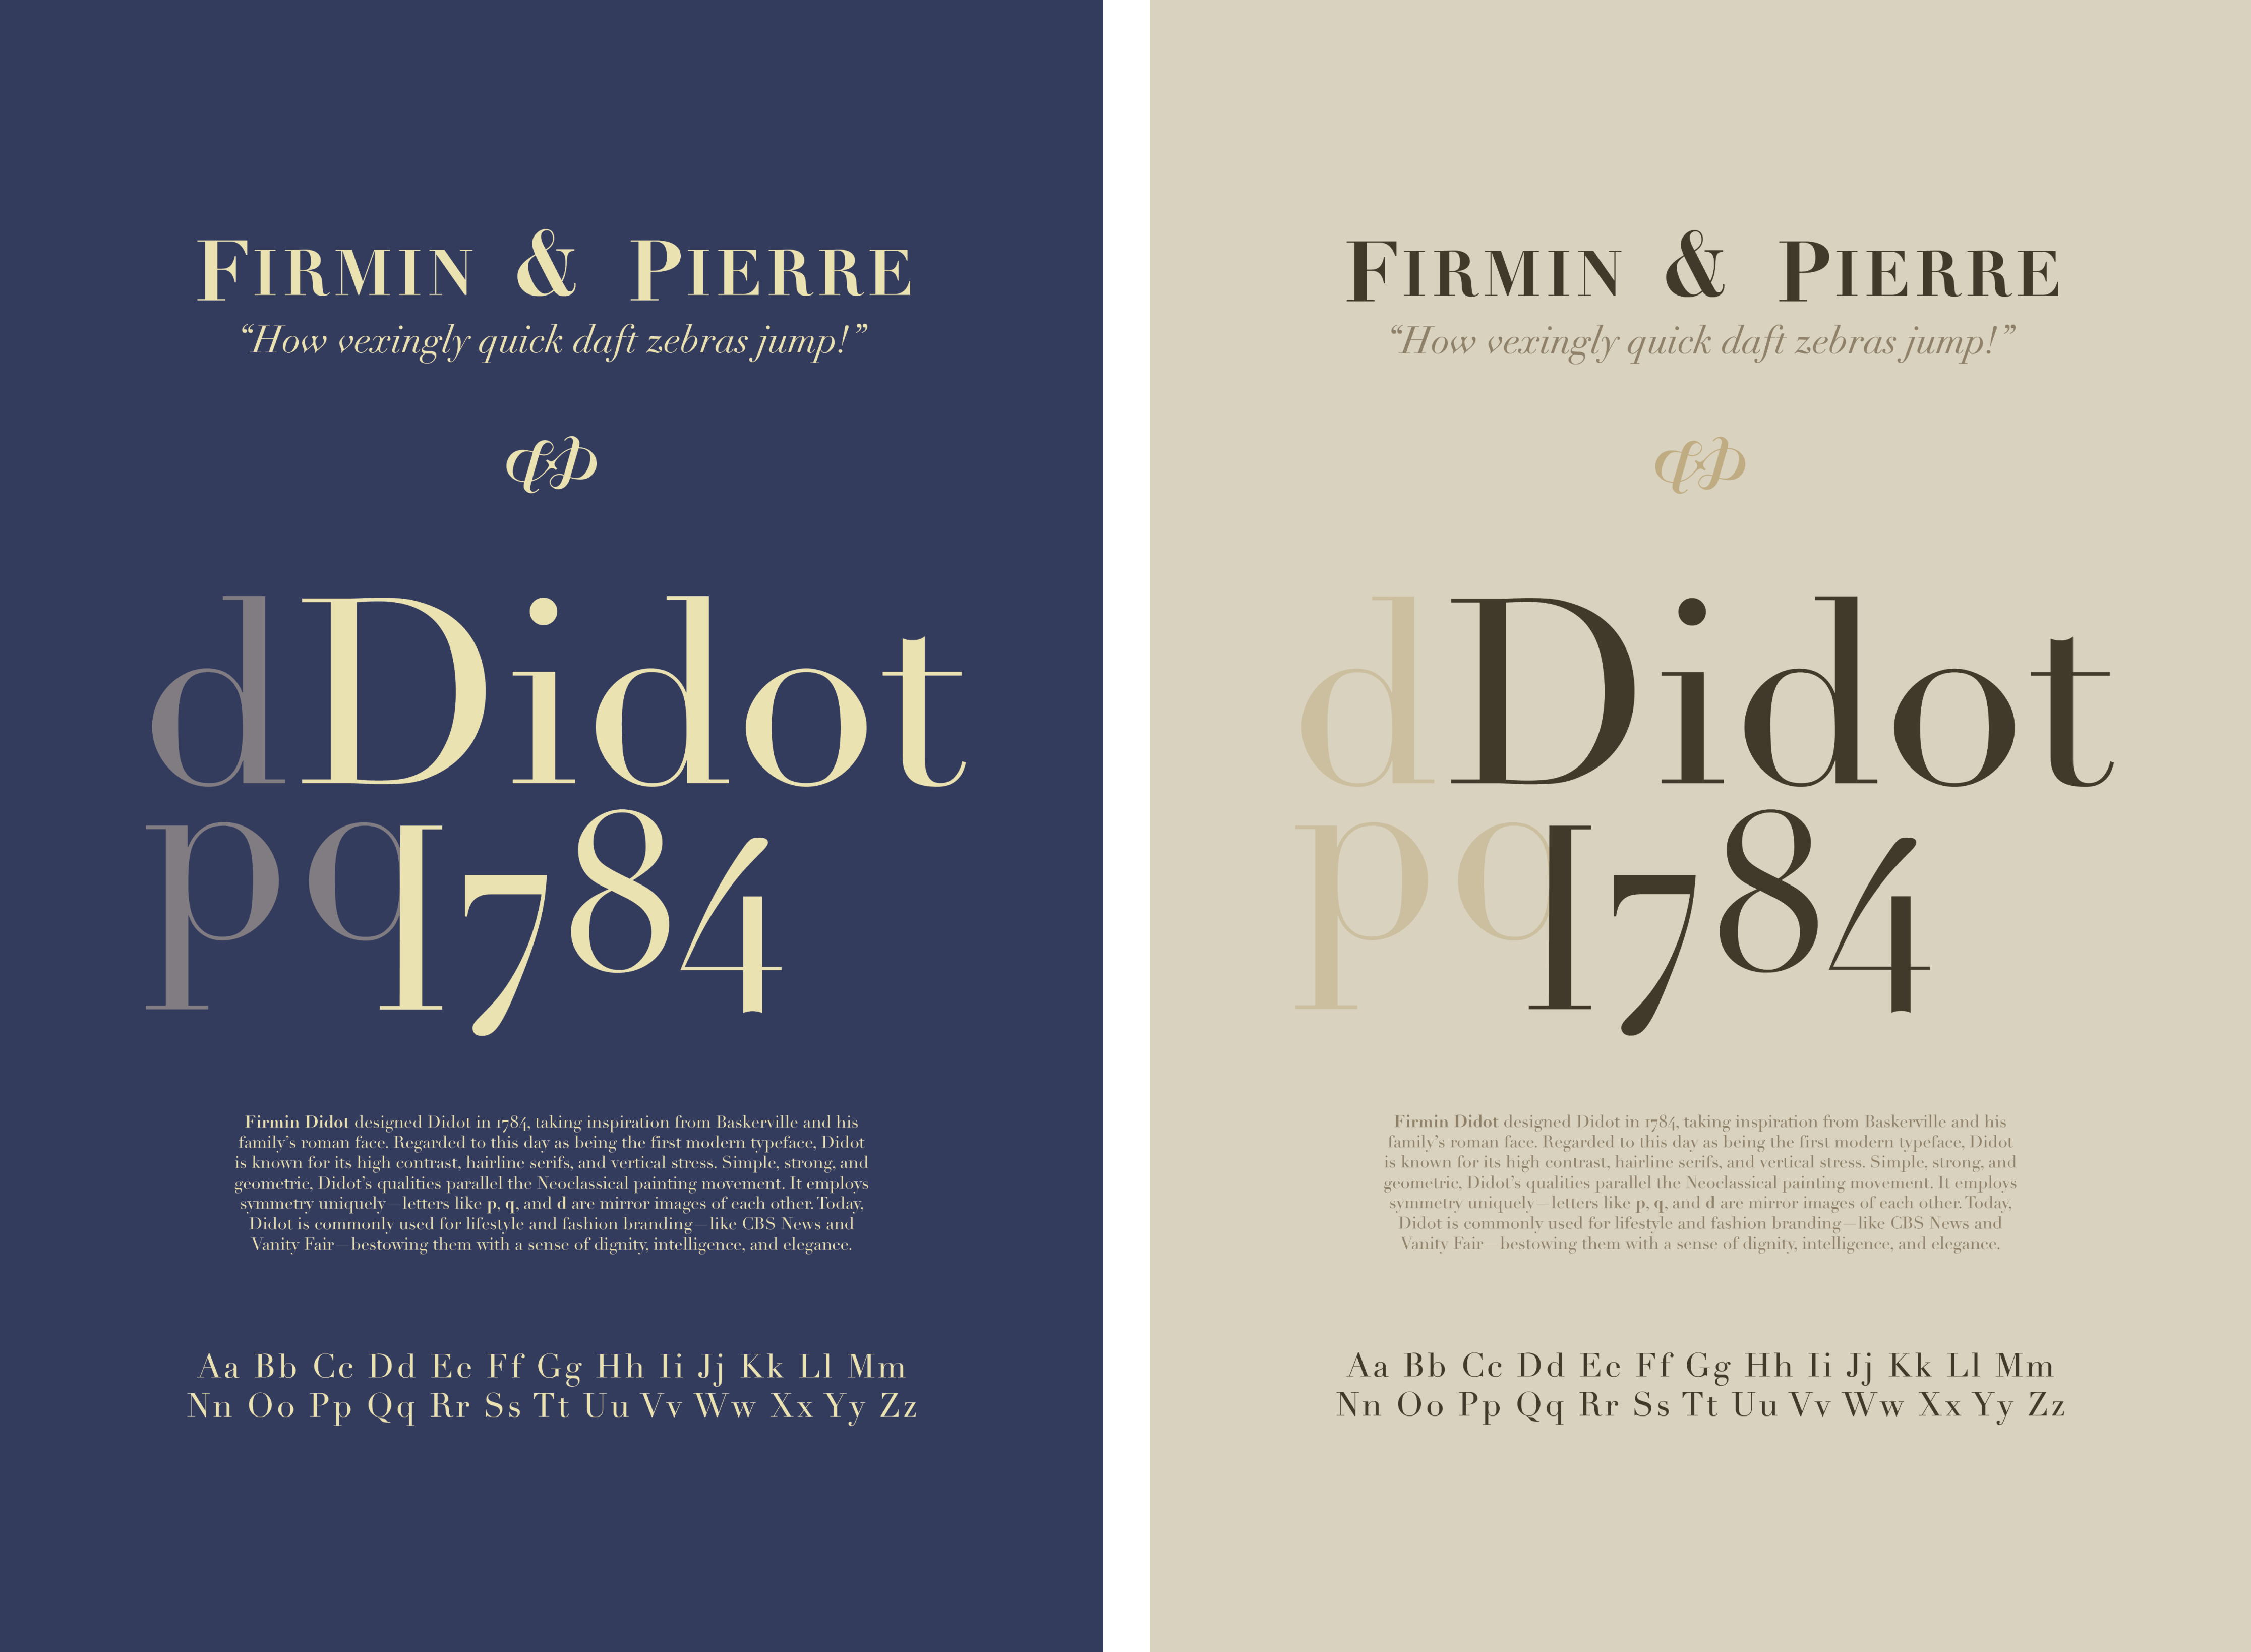 FIRMIN & PIERRE
“How vexingly quick daft zebras jump!”
&
dDidot
pq1784
Firmin Didot designed Didot in 1784, taking inspiration from Baskerville and his
family’s roman face. Regarded to this day as being the first modern typeface, Didot
is known for its high contrast, hairline serifs, and vertical stress. Simple, strong, and
geometric, Didot’s qualities parallel the Neoclassical painting movement. It employs
symmetry uniquely—letters like p, q, and d are mirror images of each other. Today,
Didot is commonly used for lifestyle and fashion branding—like CBS News and
Vanity Fair—bestowing them with a sense of dignity, intelligence, and elegance.
Aa Bb Cc Dd Ee Ff Gg Hh Ii Jj Kk Ll Mm
Nn Oo Pp Qq Rr Ss Tt Uu Vv Ww Xx Yy Zz
FIRMIN & PIERRE
“How vexingly quick daft zebras jump!”
&
dDidot
pq1784
Firmin Didot designed Didot in 1784, taking inspiration from Baskerville and his
family’s roman face. Regarded to this day as being the first modern typeface, Didot
is known for its high contrast, hairline serifs, and vertical stress. Simple, strong, and
geometric, Didot’s qualities parallel the Neoclassical painting movement. It employs
symmetry uniquely—letters like p, q, and d are mirror images of each other. Today,
Didot is commonly used for lifestyle and fashion branding—like CBS News and
Vanity Fair—bestowing them with a sense of dignity, intelligence, and elegance.
Aa Bb Cc Dd Ee Ff Gg Hh Ii Jj Kk Ll Mm
Nn Oo Pp Qq Rr Ss Tt Uu Vv Ww Xx Yy Zz